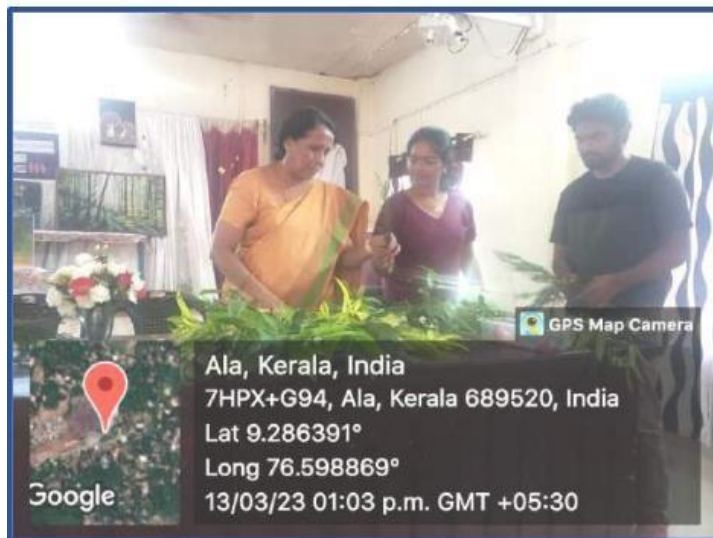 GPS Map Camera
Ala, Kerala, India
7HPX+G94, Ala, Kerala 689520, India
Lat 9.286391°
Long 76.598869°
13/03/23 01:03 p.m. GMT +05:30
Google